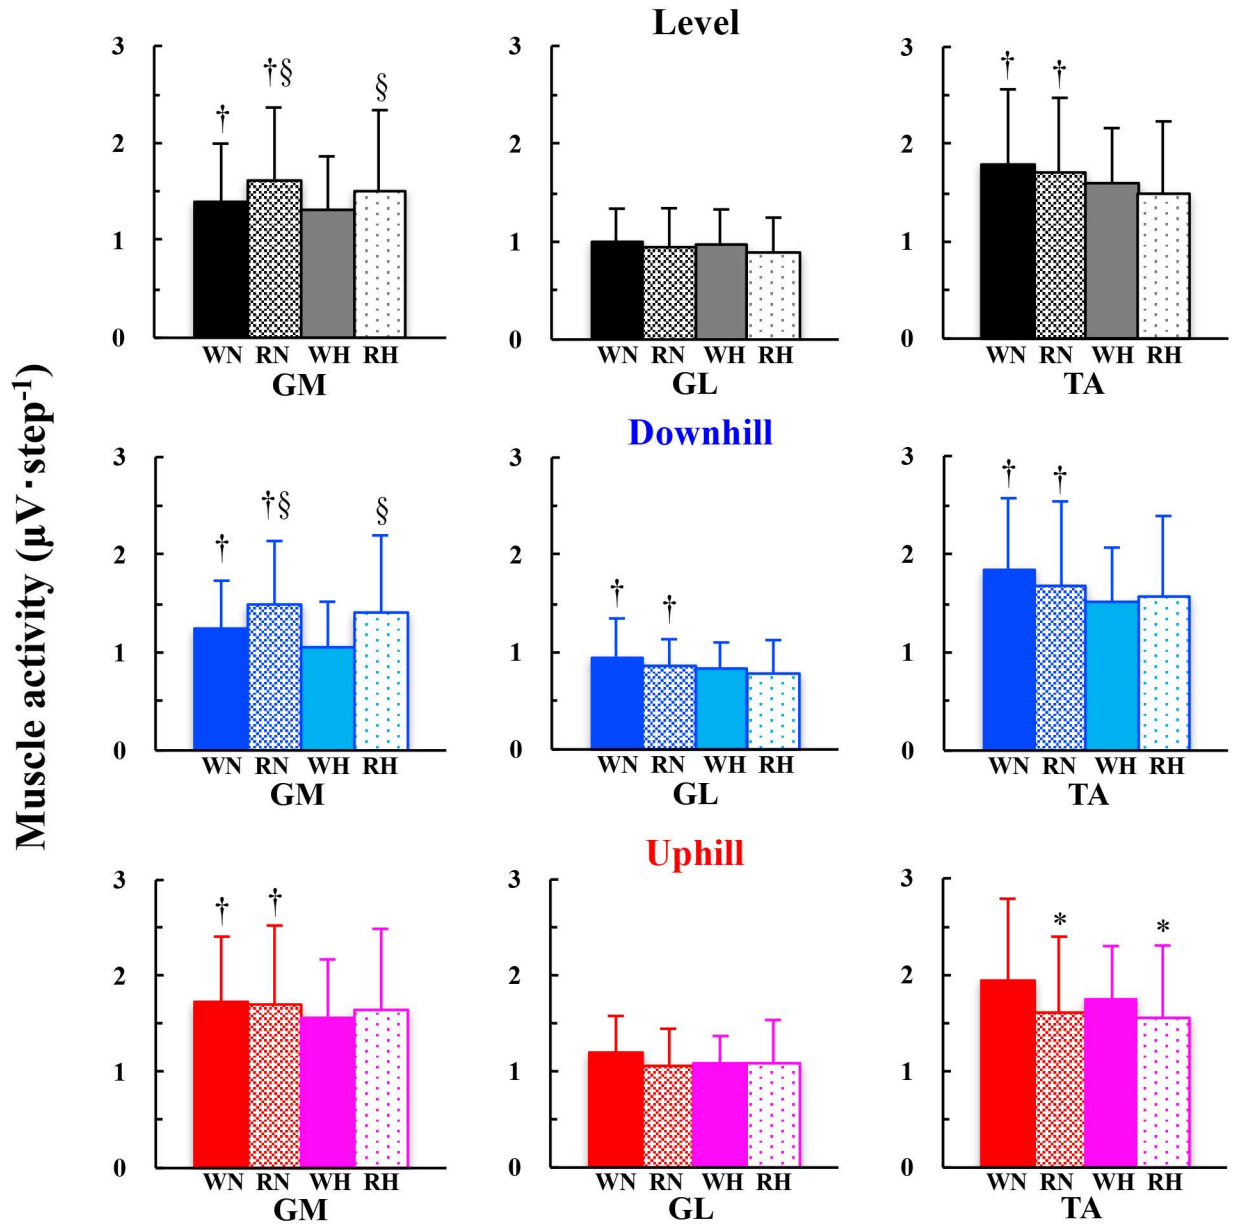 Muscle activity (µV·step-1)
Level
3 3 3
†§ § † †
†
2 2 2
1 1 1
0 0 0
WN RN WH RH WN RN WH RH WN RN WH RH
GM GL TA
Downhill
3 3 3
†§ § † †
†
2 2 2
† †
1 1 1
0 0 0
WN RN WH RH WN RN WH RH WN RN WH RH
GM GL TA
Uphill
3 3 3
† † * *
2 2 2
1 1 1
0 0 0
WN RN WH RH WN RN WH RH WN RN WH RH
GM GL TA